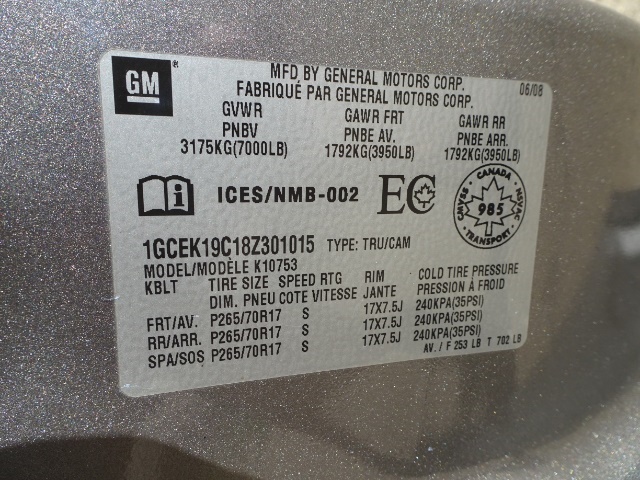 GM
MFD BY GENERAL MOTORS CORP.
06/08
FABRIQUÉ PAR GENERAL MOTORS CORP.
GVWR GAWR FRT GAWR RR
PNBV PNBE AV. PNBE ARR.
3175KG(7000LB) 1792KG(3950LB) 1792KG(3950LB)
i ICES/NMB-002 EC
CANADA
CMVSS 985 NSVAC
TRANSPORT
1GCEK19C18Z301015 TYPE: TRU/CAM
MODEL/MODÈLE K10753
KBLT TIRE SIZE SPEED RTG RIM COLD TIRE PRESSURE
DIM. PNEU COTE VITESSE JANTE PRESSION À FROID
FRT/AV. P265/70R17 S 17X7.5J 240KPA(35PSI)
RR/ARR. P265/70R17 S 17X7.5J 240KPA(35PSI)
SPA/SOS P265/70R17 S 17X7.5J 240KPA(35PSI)
AV. / F 253 LB T 702 LB